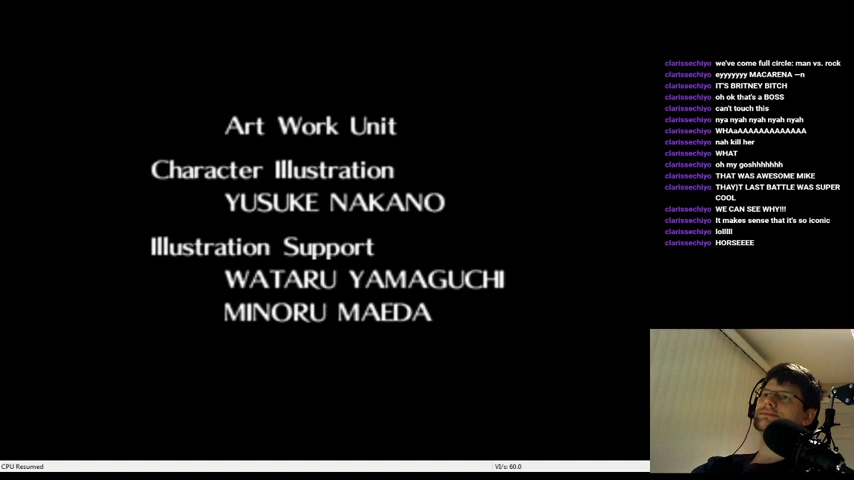 Art Work Unit
Character Illustration
YUSUKE NAKANO
Illustration Support
WATARU YAMAGUCHI
MINORU MAEDA
clarissechiyo we've come full circle: man vs. rock
clarissechiyo eyyyyyyy MACARENA —n
clarissechiyo IT'S BRITNEY BITCH
clarissechiyo oh ok that's a BOSS
clarissechiyo can't touch this
clarissechiyo nya nyah nyah nyah nyah
clarissechiyo WHAaAAAAAAAAAAAAA
clarissechiyo nah kill her
clarissechiyo WHAT
clarissechiyo oh my goshhhhhhh
clarissechiyo THAT WAS AWESOME MIKE
clarissechiyo THAY)T LAST BATTLE WAS SUPER
COOL
clarissechiyo WE CAN SEE WHY!!!
clarissechiyo It makes sense that it's so iconic
clarissechiyo lolllll
clarissechiyo HORSEEEE
CPU Resumed
VI/s: 60.0